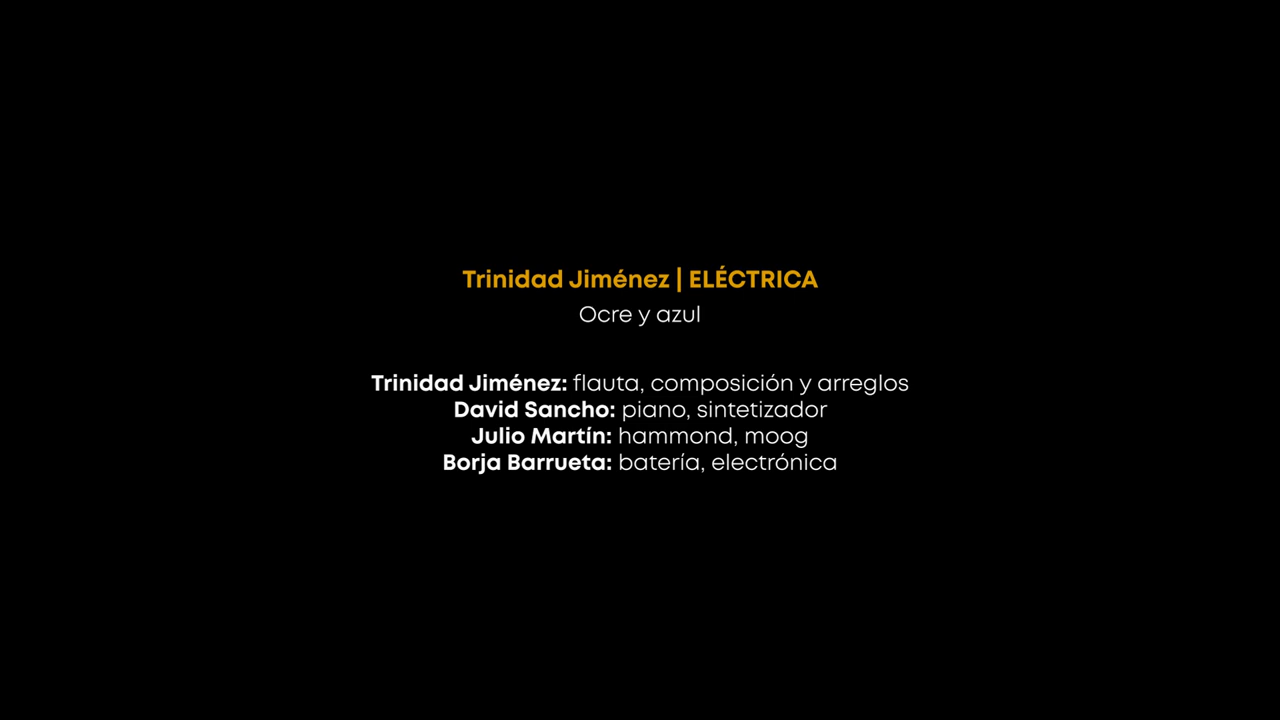 Trinidad Jiménez | ELÉCTRICA
Ocre y azul
Trinidad Jiménez: flauta, composición y arreglos
David Sancho: piano, sintetizador
Julio Martín: hammond, moog
Borja Barrueta: batería, electrónica